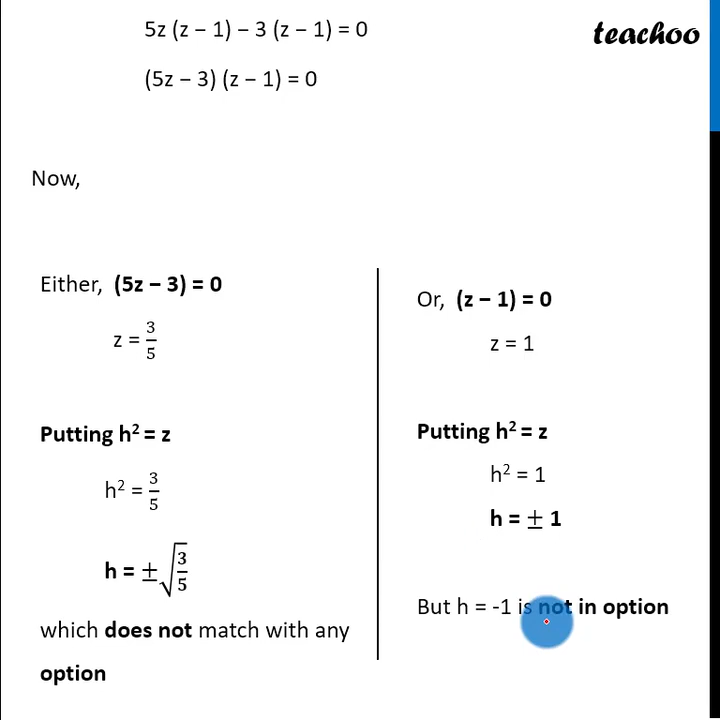 teachoo
5z (z – 1) – 3 (z – 1) = 0
(5z – 3) (z – 1) = 0
Now,
Either, (5z – 3) = 0
z = 3/5
Putting h² = z
h² = 3/5
h = ± √(3/5)
which does not match with any
option
Or, (z – 1) = 0
z = 1
Putting h² = z
h² = 1
h = ± 1
But h = -1 is not in option